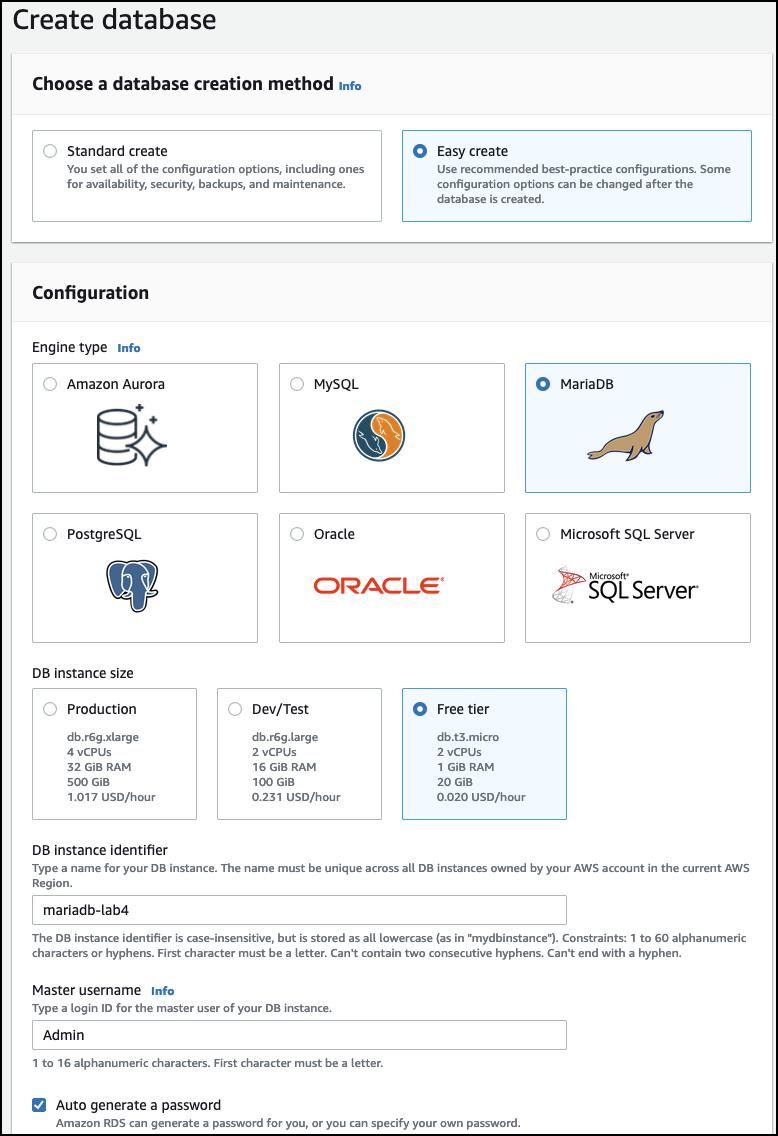 Create database
Choose a database creation method Info
Standard create
You set all of the configuration options, including ones
for availability, security, backups, and maintenance.
Easy create
Use recommended best-practice configurations. Some
configuration options can be changed after the
database is created.
Configuration
Engine type Info
Amazon Aurora
MySQL
MariaDB
PostgreSQL
Oracle
ORACLE®
Microsoft SQL Server
Microsoft®
SQL Server®
DB instance size
Production
db.r6g.xlarge
4 vCPUs
32 GiB RAM
500 GiB
1.017 USD/hour
Dev/Test
db.r6g.large
2 vCPUs
16 GiB RAM
100 GiB
0.231 USD/hour
Free tier
db.t3.micro
2 vCPUs
1 GiB RAM
20 GiB
0.020 USD/hour
DB instance identifier
Type a name for your DB instance. The name must be unique across all DB instances owned by your AWS account in the current AWS
Region.
mariadb-lab4
The DB instance identifier is case-insensitive, but is stored as all lowercase (as in "mydbinstance"). Constraints: 1 to 60 alphanumeric
characters or hyphens. First character must be a letter. Can't contain two consecutive hyphens. Can't end with a hyphen.
Master username Info
Type a login ID for the master user of your DB instance.
Admin
1 to 16 alphanumeric characters. First character must be a letter.
Auto generate a password
Amazon RDS can generate a password for you, or you can specify your own password.